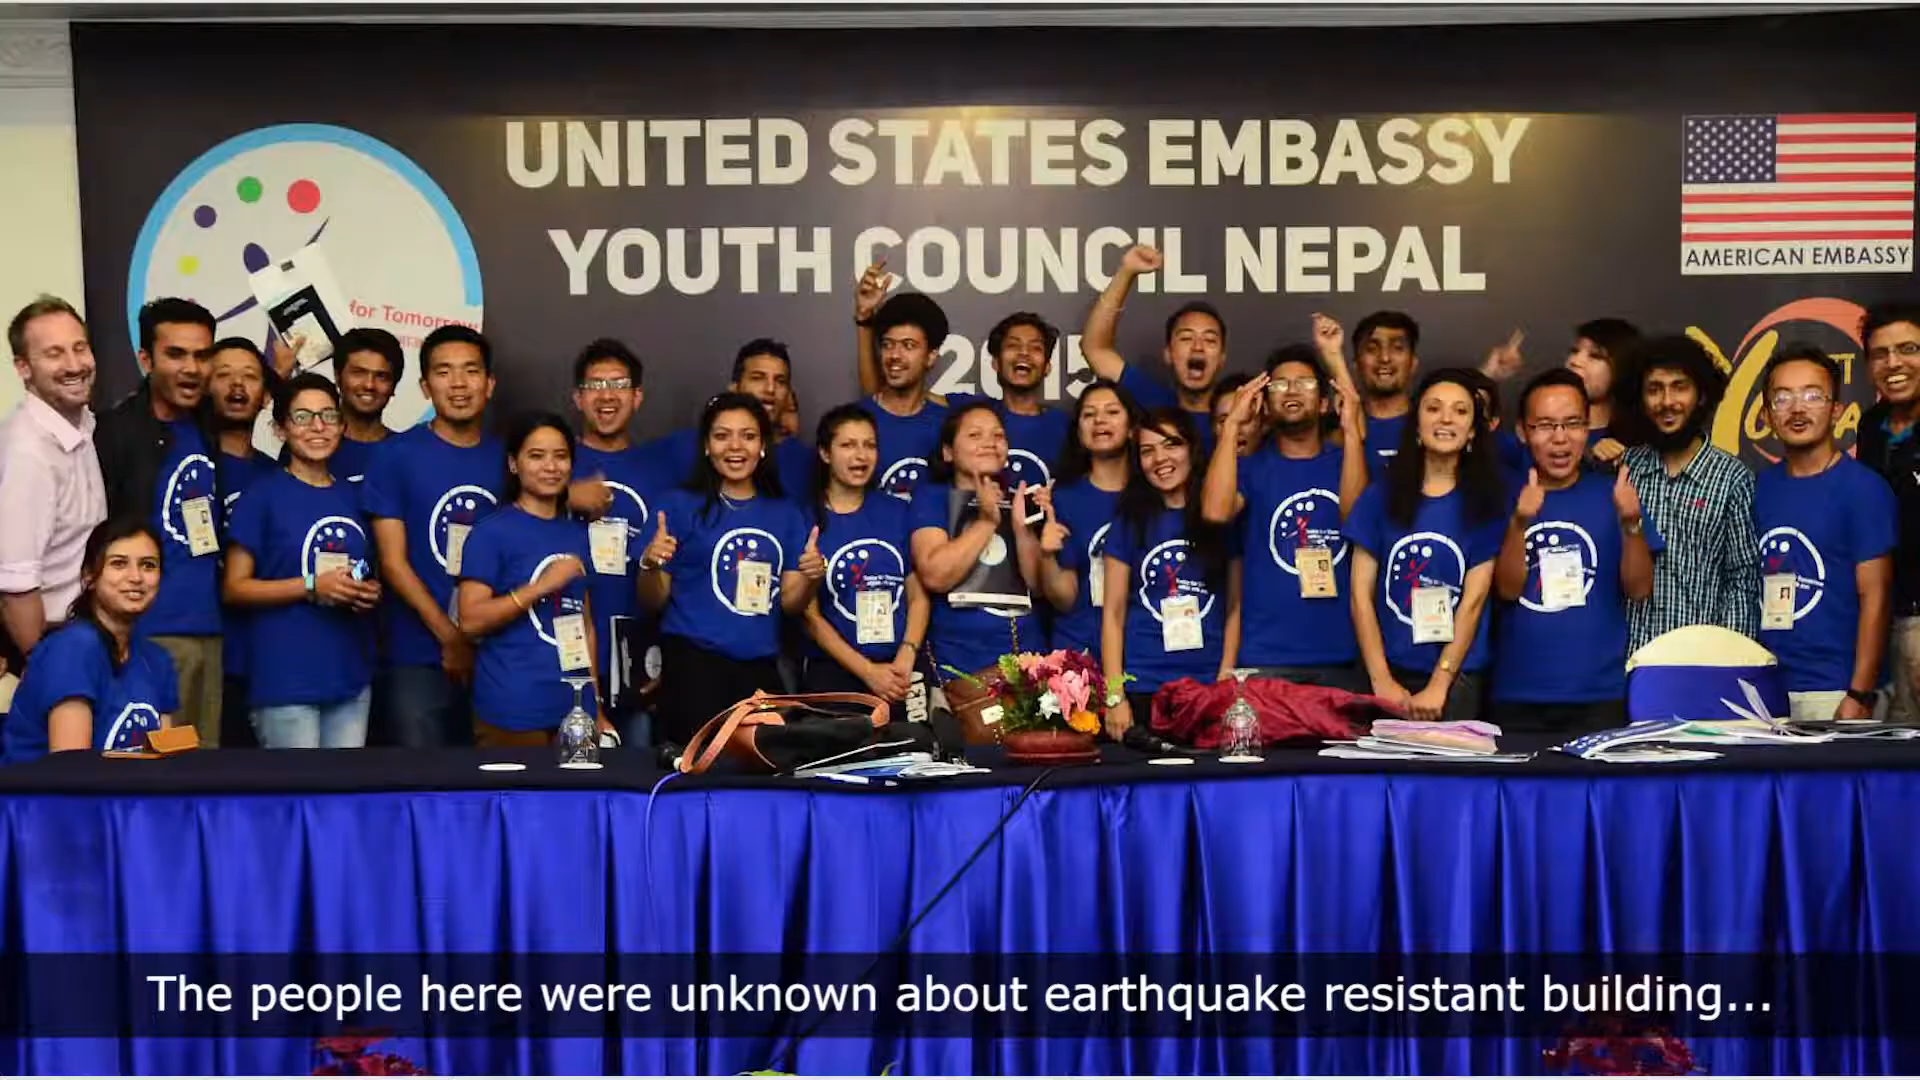 UNITED STATES EMBASSY
YOUTH COUNCIL NEPAL
2015
for Tomorrow
AMERICAN EMBASSY
The people here were unknown about earthquake resistant building...